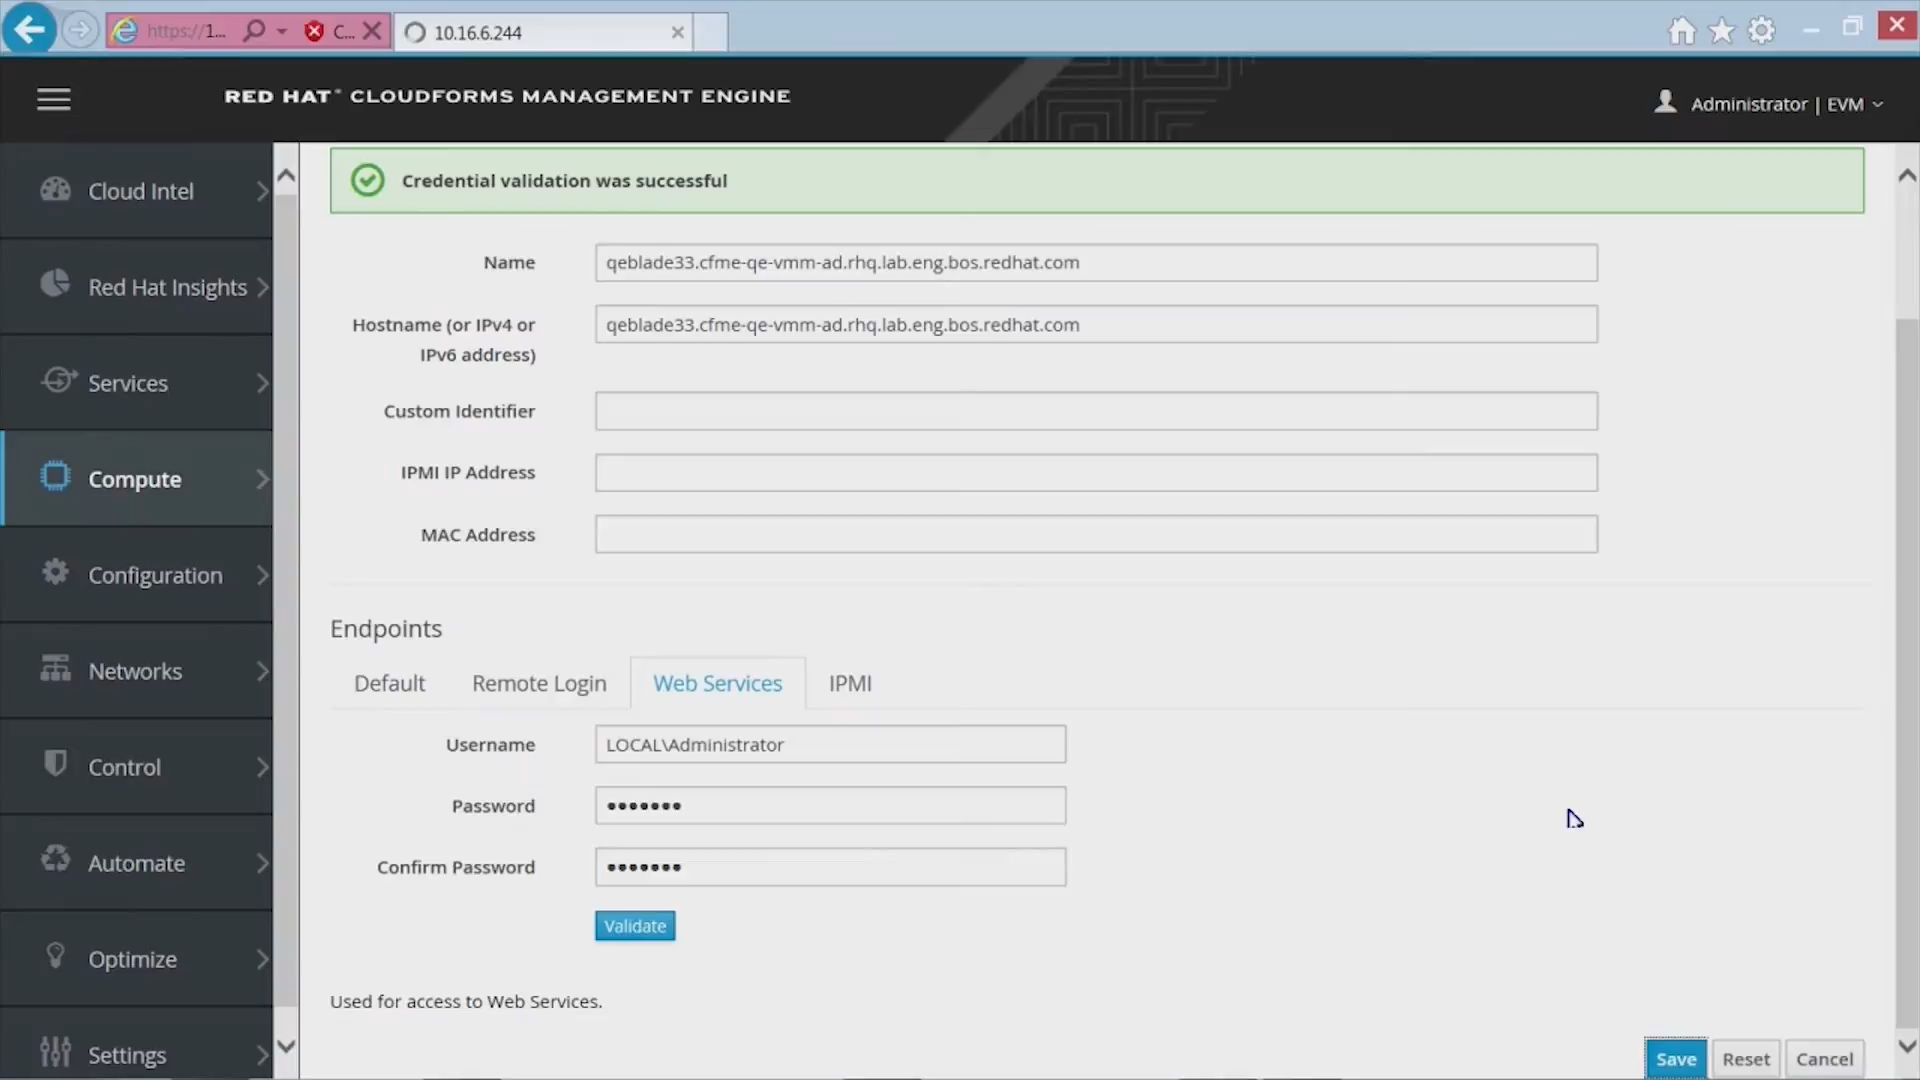 https://1...
C...
10.16.6.244
RED HAT® CLOUDFORMS MANAGEMENT ENGINE
Administrator | EVM
Cloud Intel
Red Hat Insights
Services
Compute
Configuration
Networks
Control
Automate
Optimize
Settings
Credential validation was successful
Name
qeblade33.cfme-qe-vmm-ad.rhq.lab.eng.bos.redhat.com
Hostname (or IPv4 or
IPv6 address)
qeblade33.cfme-qe-vmm-ad.rhq.lab.eng.bos.redhat.com
Custom Identifier
IPMI IP Address
MAC Address
Endpoints
Default Remote Login Web Services IPMI
Username
LOCAL\Administrator
Password
•••••••
Confirm Password
•••••••
Validate
Used for access to Web Services.
Save Reset Cancel